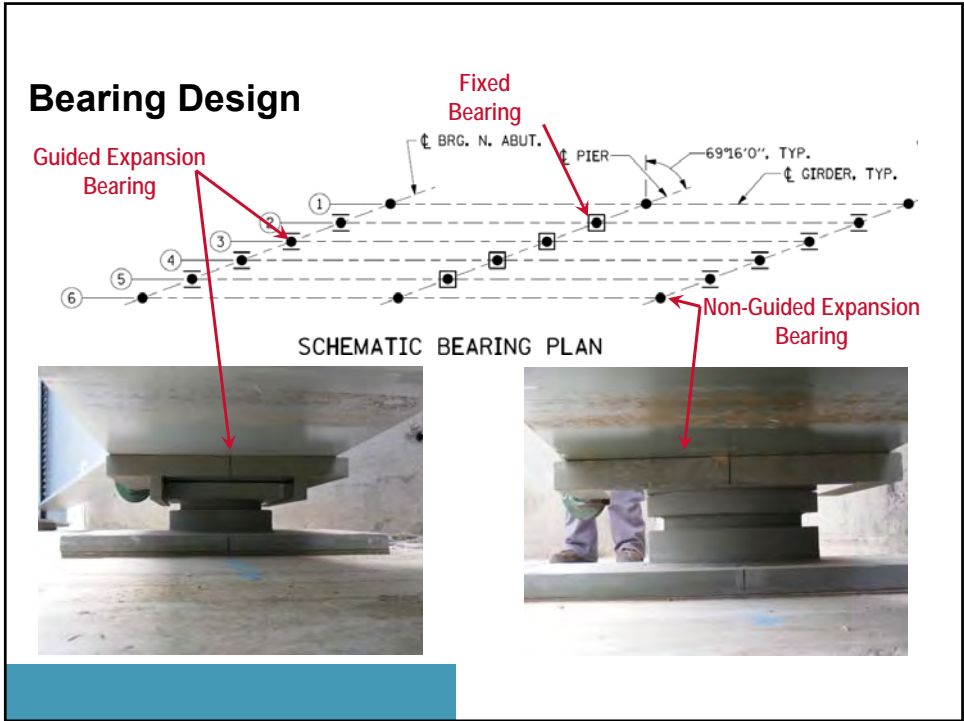 Bearing Design
Fixed
Bearing
Guided Expansion
Bearing
℄ BRG. N. ABUT.
℄ PIER
69°16'0", TYP.
℄ GIRDER, TYP.
1
2
3
4
5
6
Non-Guided Expansion
Bearing
SCHEMATIC BEARING PLAN